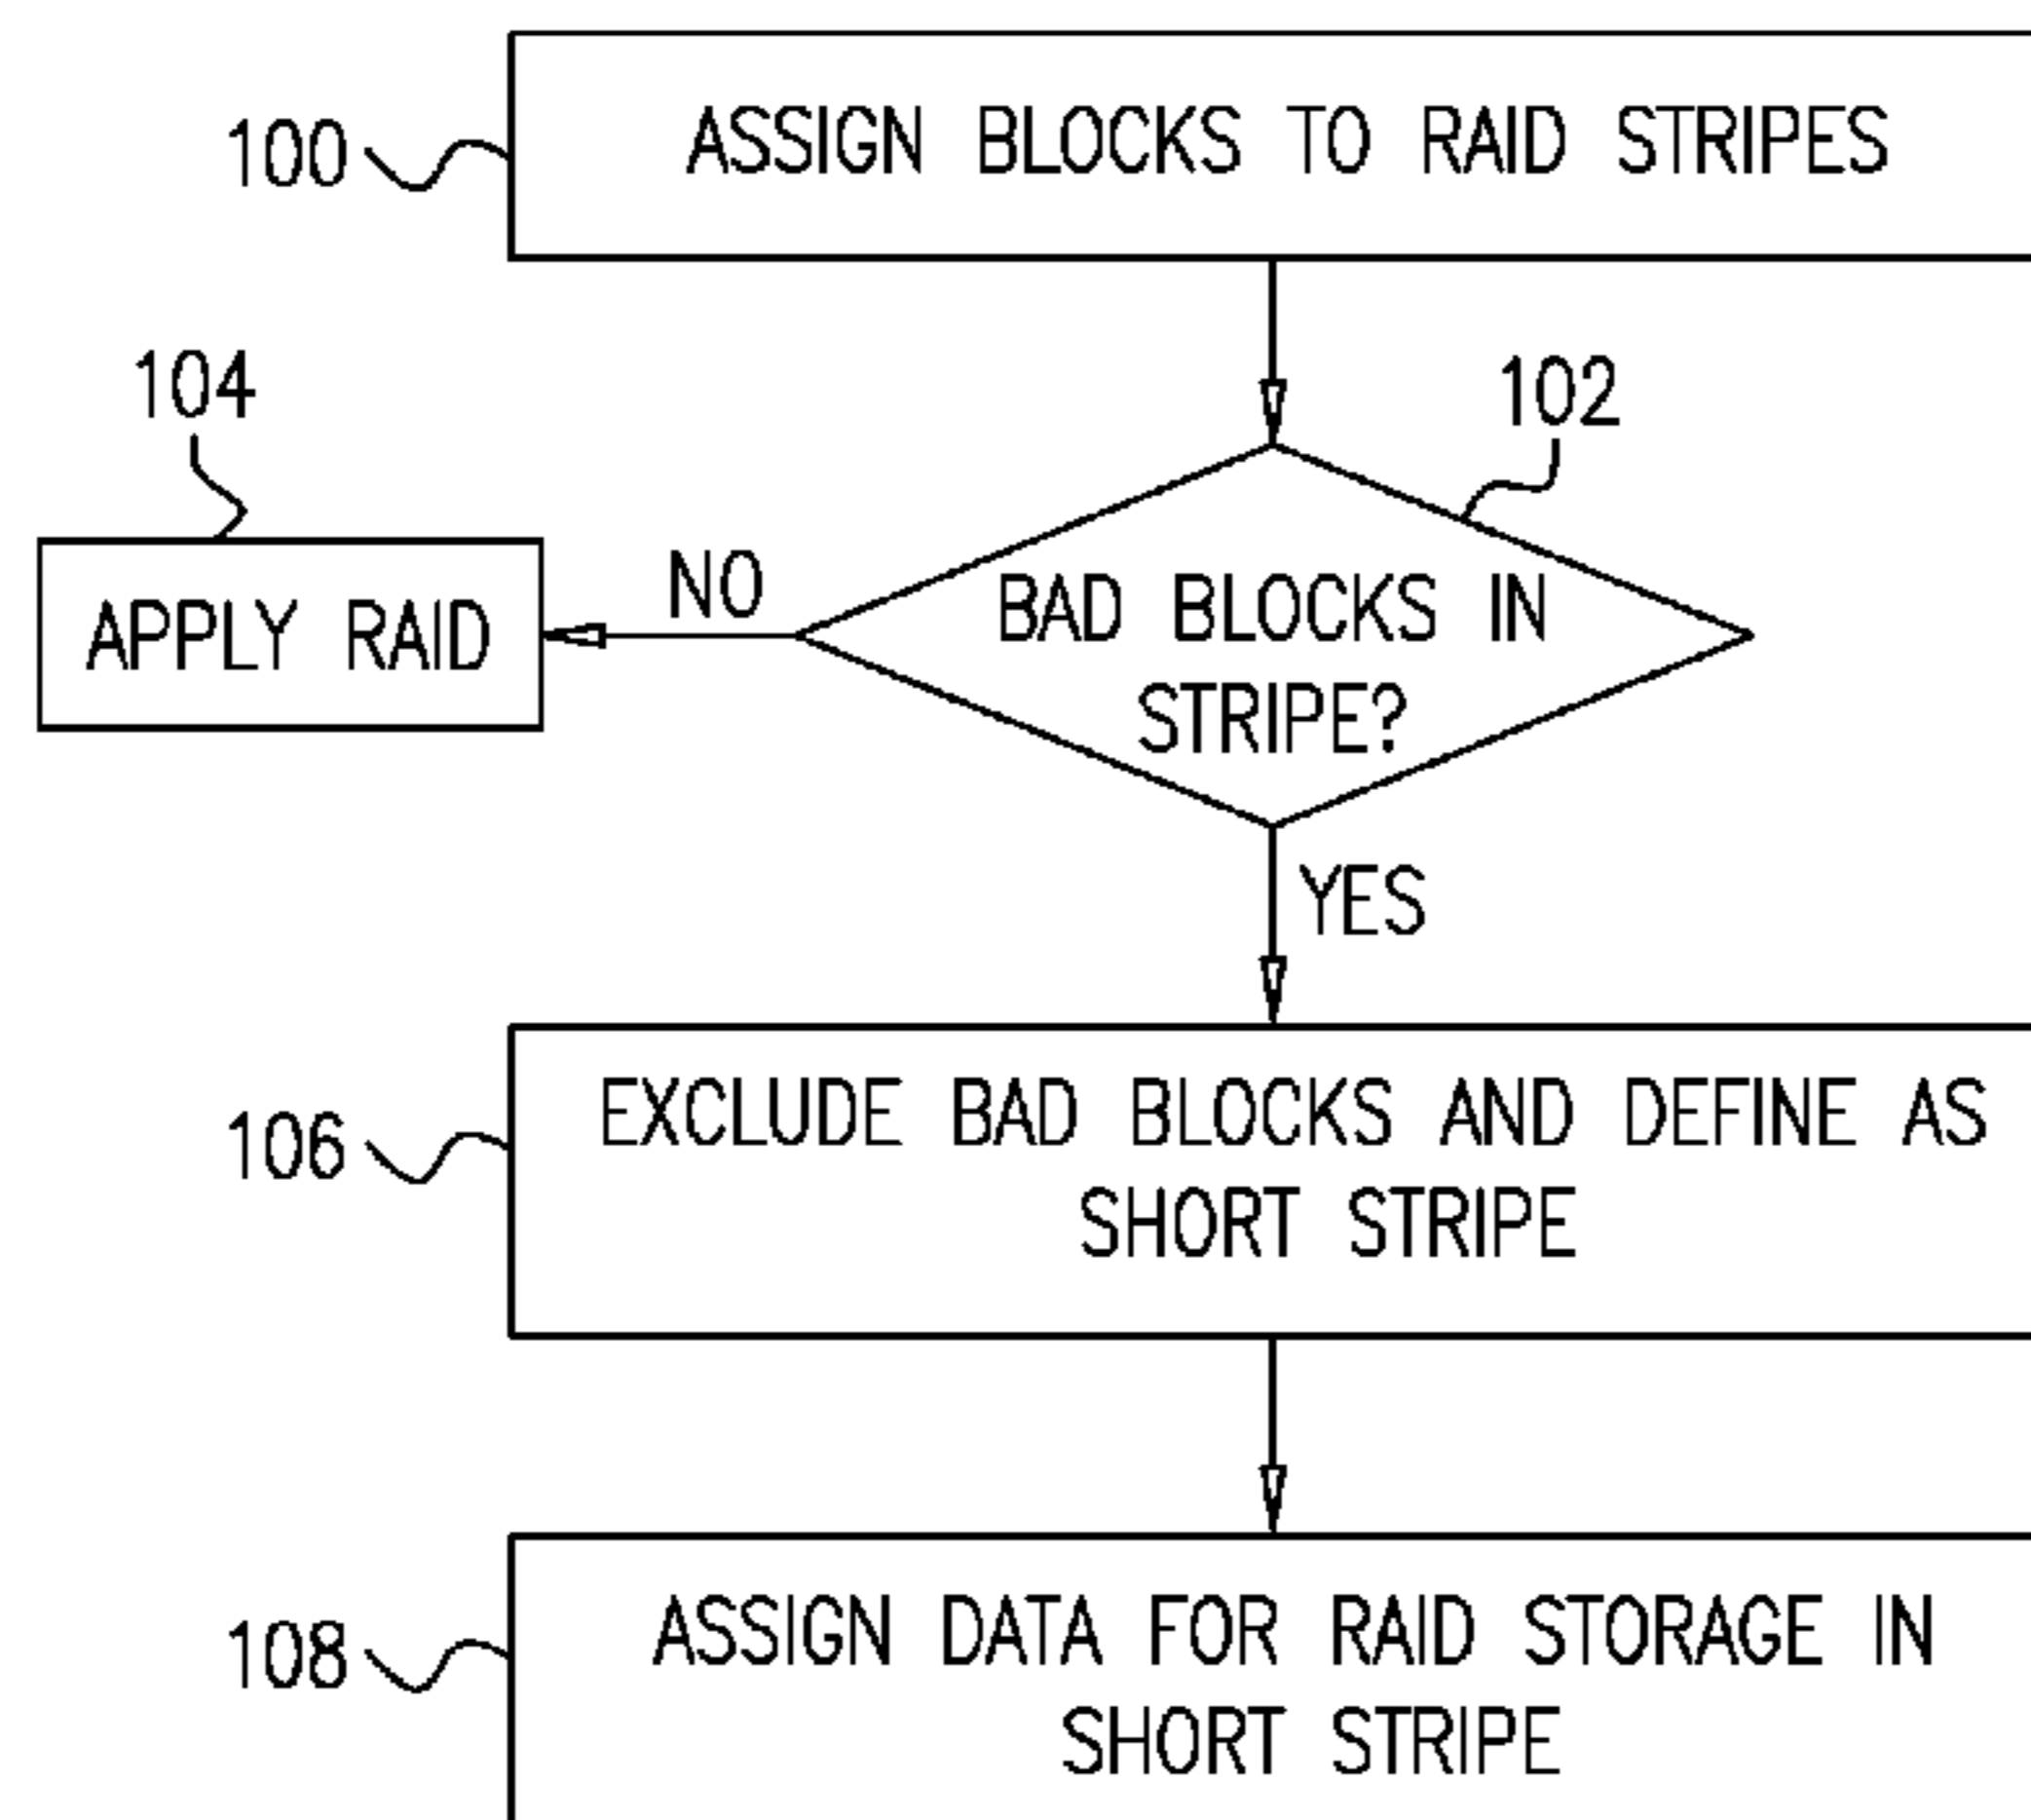 100
ASSIGN BLOCKS TO RAID STRIPES
104
102
APPLY RAID
NO
BAD BLOCKS IN
STRIPE?
YES
106
EXCLUDE BAD BLOCKS AND DEFINE AS
SHORT STRIPE
108
ASSIGN DATA FOR RAID STORAGE IN
SHORT STRIPE